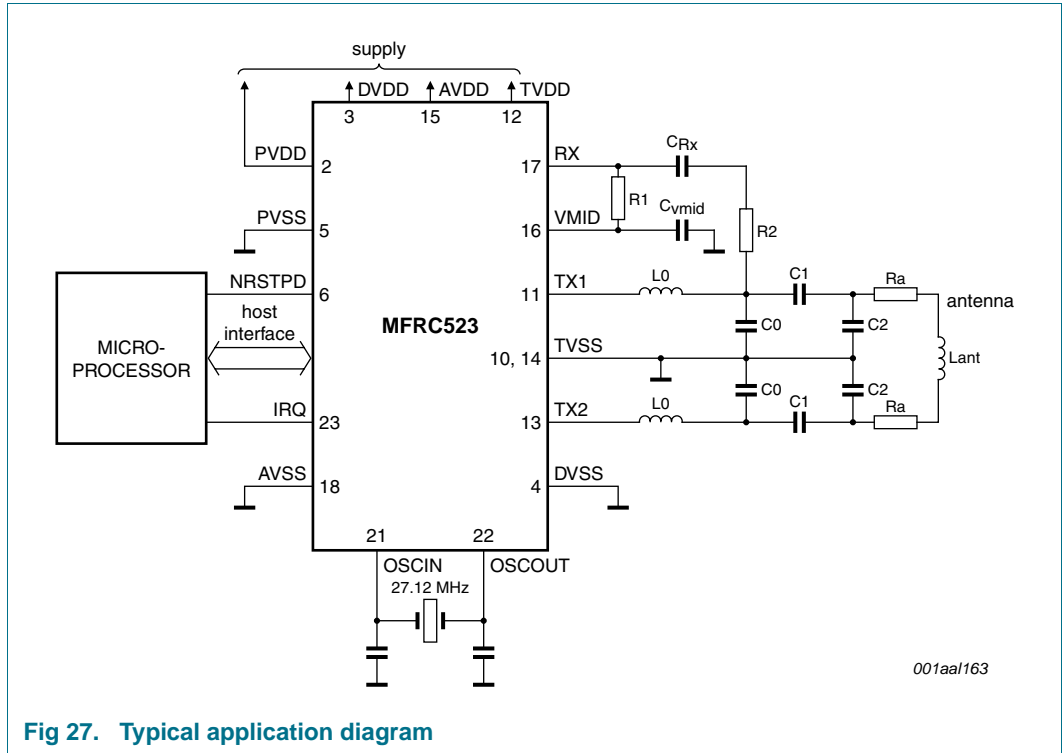 supply
DVDD AVDD TVDD
3 15 12
PVDD 2
PVSS 5
NRSTPD 6
host
interface
MICRO-
PROCESSOR
IRQ 23
AVSS 18
MFRC523
17 RX
CRx
R1
Cvmid
16 VMID
R2
11 TX1
L0
C1
Ra
antenna
C0
C2
10, 14 TVSS
Lant
C0
C2
13 TX2
L0
C1
Ra
4 DVSS
21 22
OSCIN OSCOUT
27.12 MHz
001aal163
Fig 27. Typical application diagram